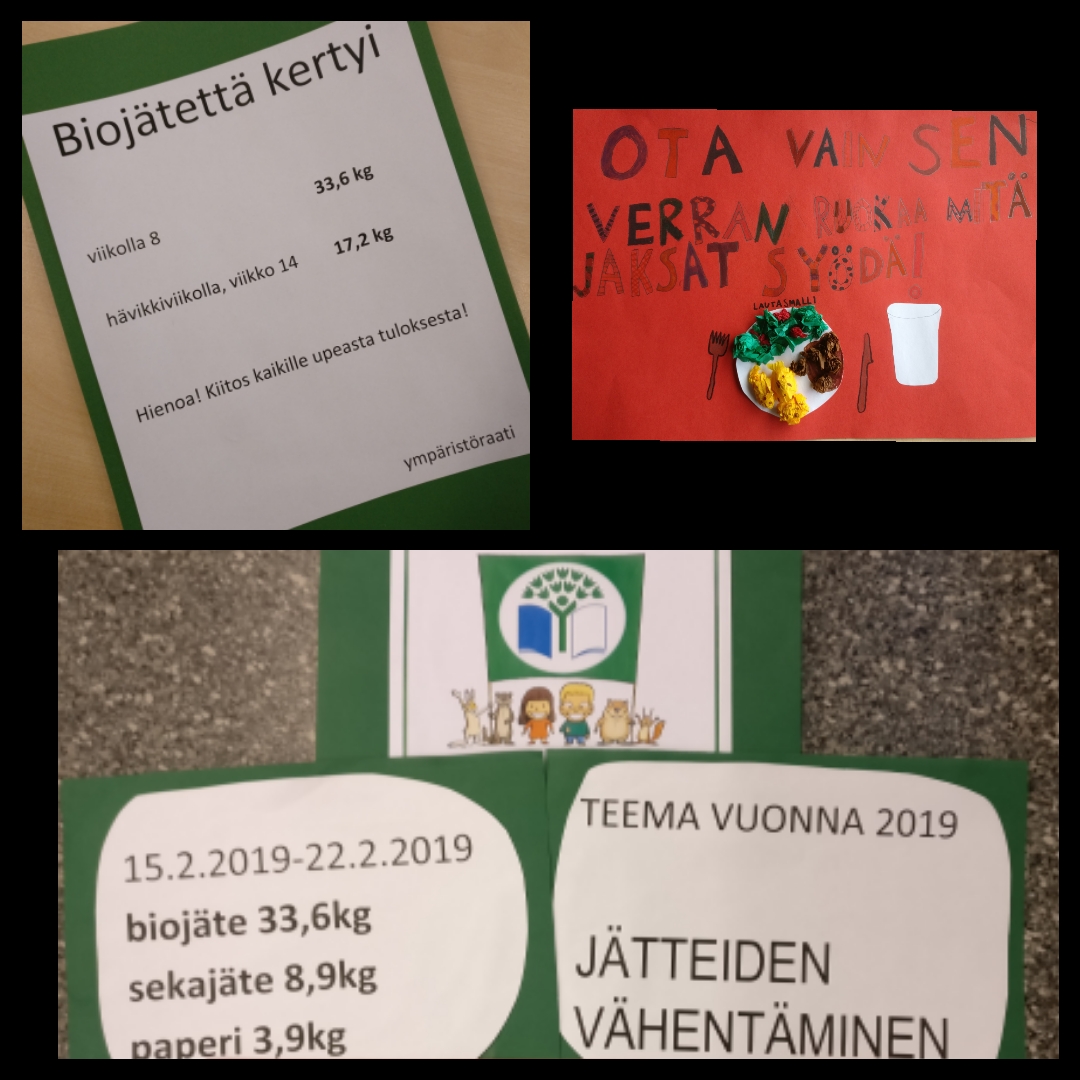 Biojätettä kertyi
viikolla 8 33,6 kg
hävikkiviikolla, viikko 14 17,2 kg
Hienoa! Kiitos kaikille upeasta tuloksesta!
ympäristöraati
OTA VAIN SEN
VERRAN RUOKAA MITÄ
JAKSAT SYÖDÄ!
LAUTASMALLI
15.2.2019-22.2.2019
biojäte 33,6kg
sekajäte 8,9kg
paperi 3,9kg
TEEMA VUONNA 2019
JÄTTEIDEN
VÄHENTÄMINEN